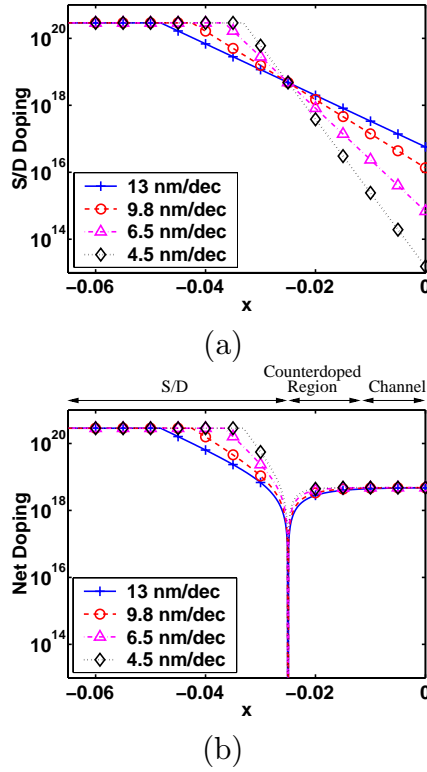 10^20
10^18
10^16
10^14
S/D Doping
13 nm/dec
9.8 nm/dec
6.5 nm/dec
4.5 nm/dec
−0.06 −0.04 −0.02 0
x
(a)
Counterdoped
S/D Region Channel
10^20
10^18
10^16
10^14
Net Doping
13 nm/dec
9.8 nm/dec
6.5 nm/dec
4.5 nm/dec
−0.06 −0.04 −0.02 0
x
(b)